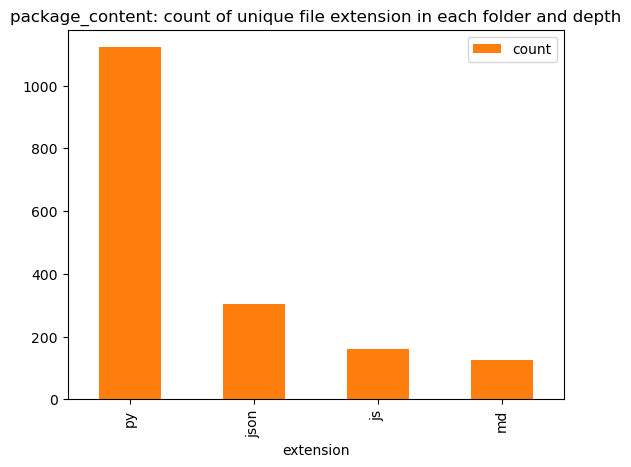 package_content: count of unique file extension in each folder and depth
count
1000
800
600
400
200
0
py
json
js
md
extension